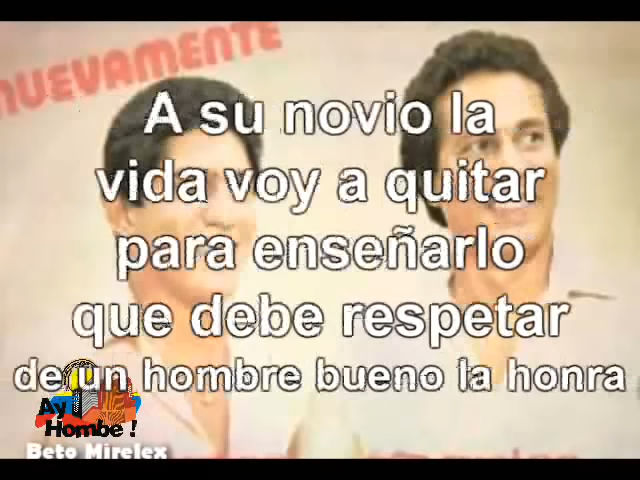 NUEVAMENTE
A su novio la
vida voy a quitar
para enseñarlo
que debe respetar
de un hombre bueno la honra
Ay
Hombe !
Beto Mirelex